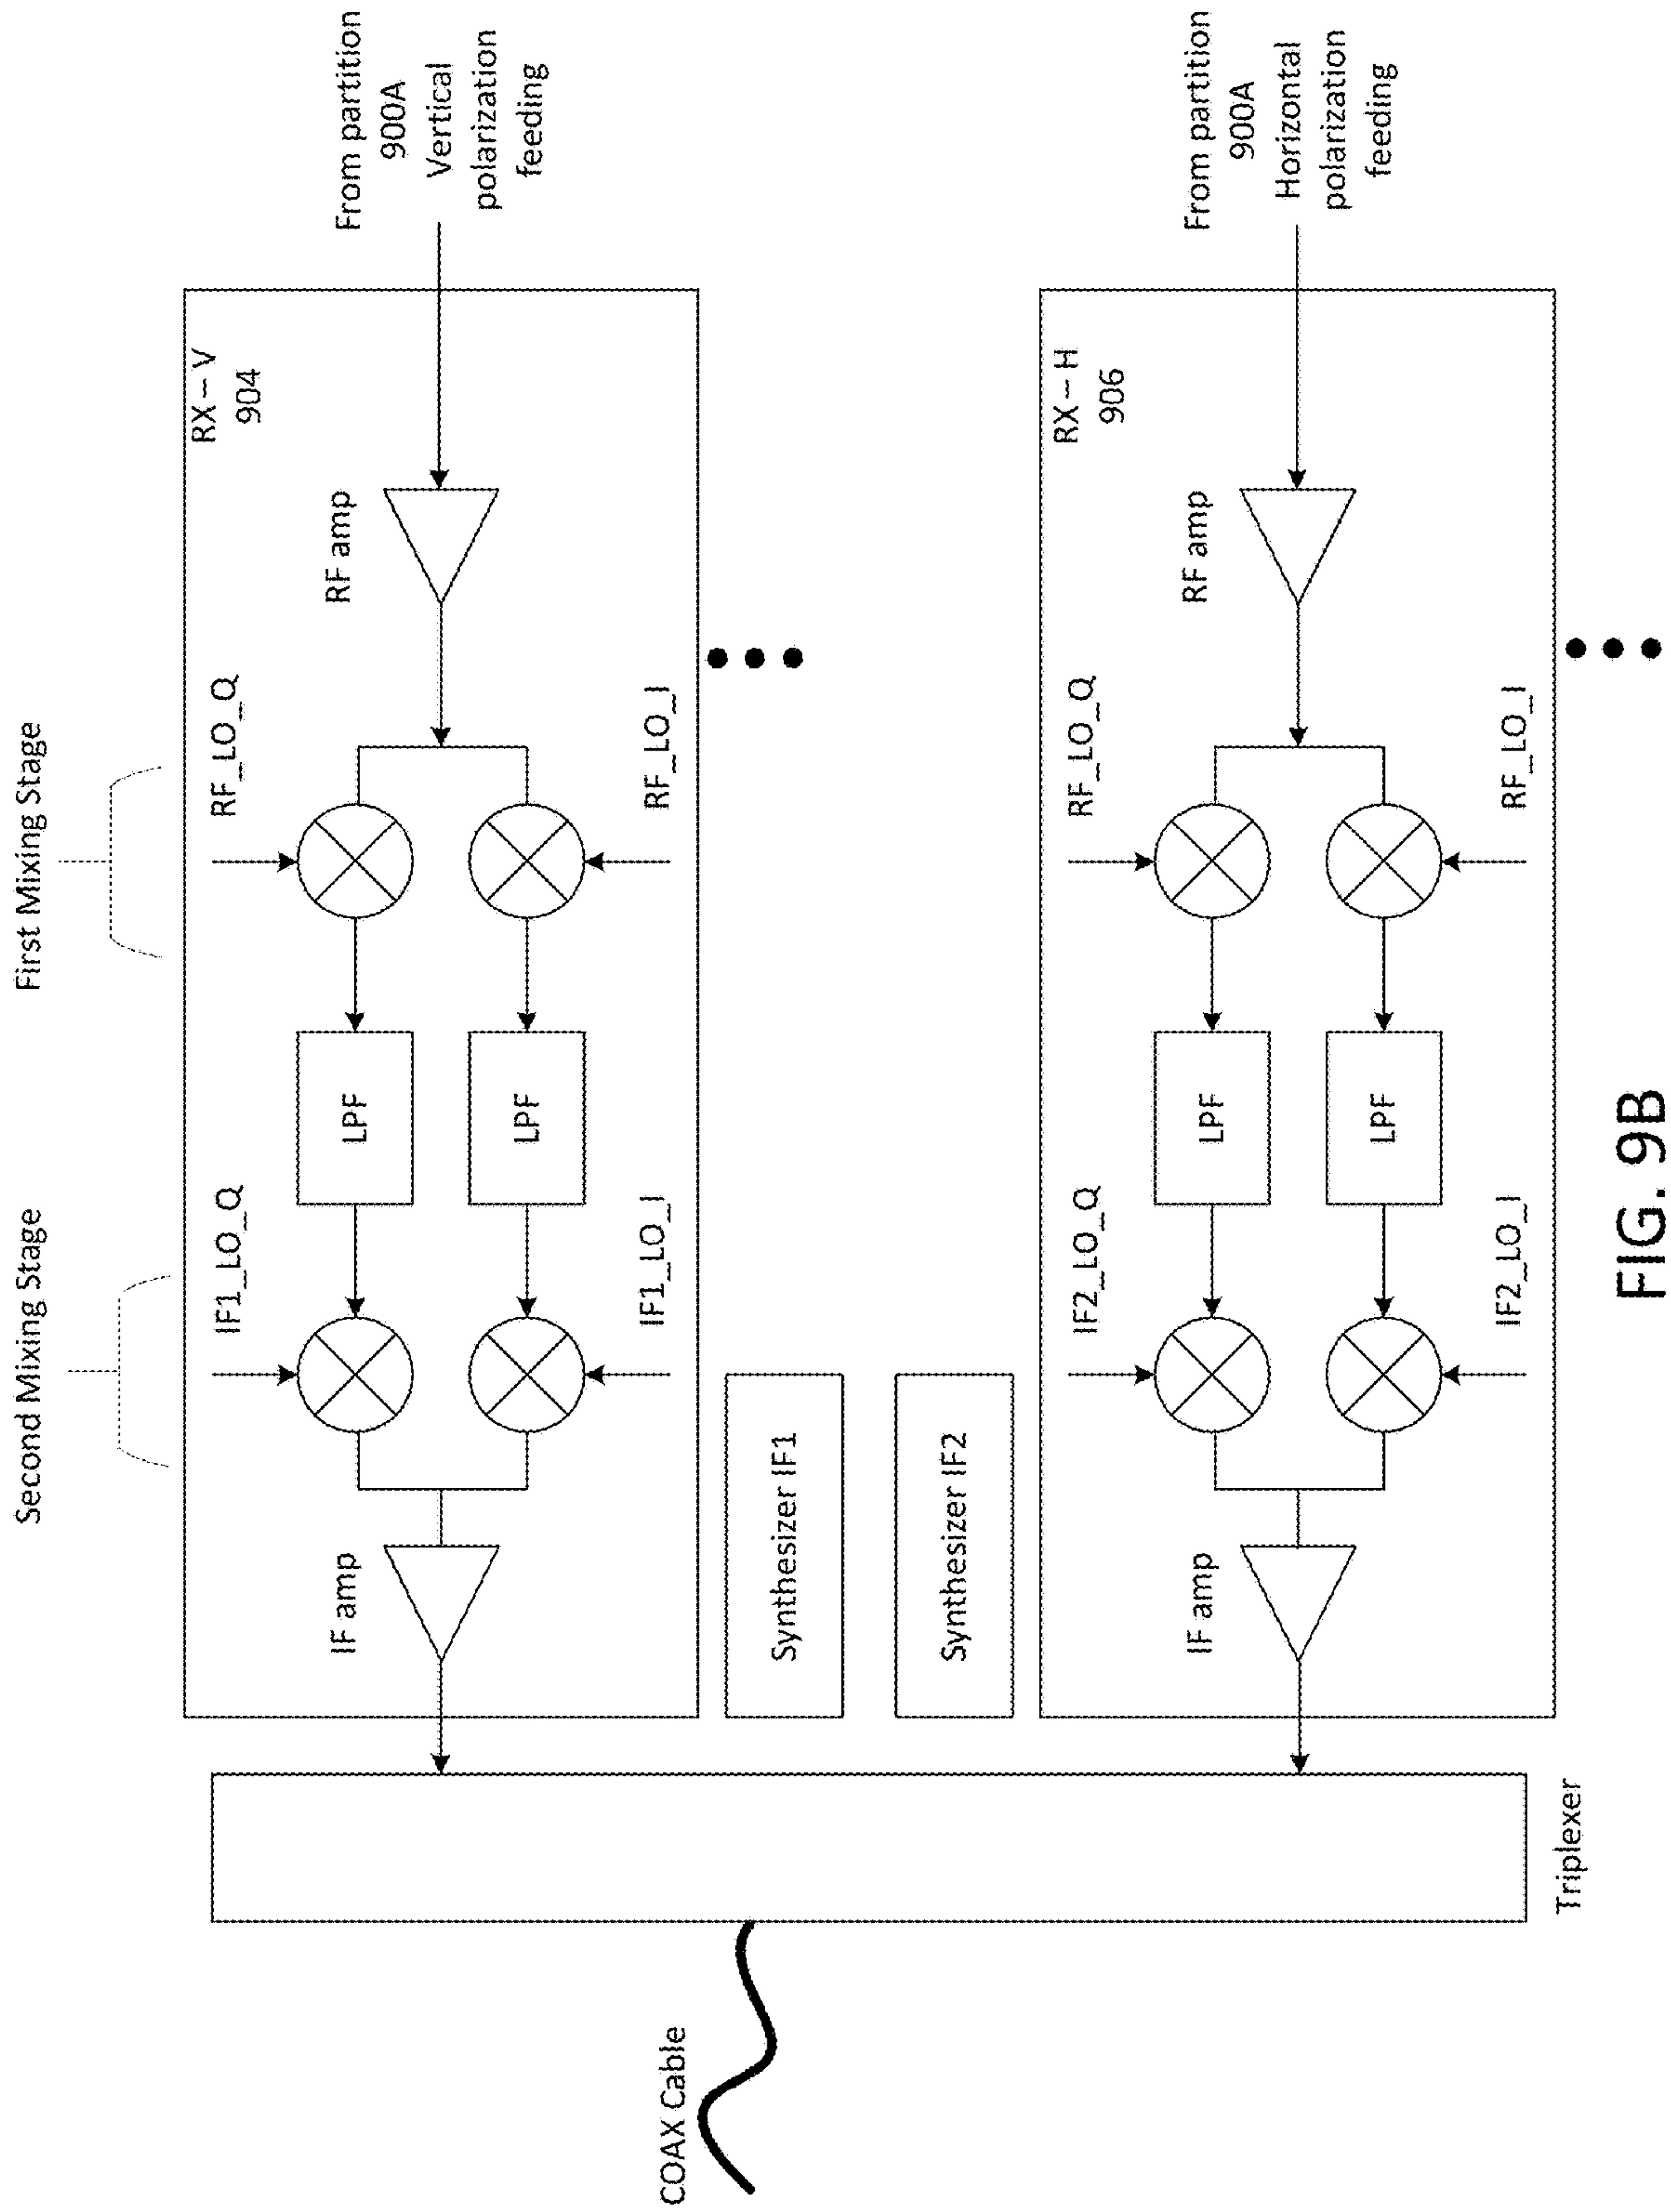 First Mixing Stage
Second Mixing Stage
RX – V
904
RF_LO_Q
IF1_LO_Q
From partition
900A
Vertical
polarization
feeding
RF amp
LPF
LPF
IF amp
RF_LO_I
IF1_LO_I
COAX Cable
Synthesizer IF1
Synthesizer IF2
RX – H
906
RF_LO_Q
IF2_LO_Q
From partition
900A
Horizontal
polarization
feeding
RF amp
LPF
LPF
IF amp
RF_LO_I
IF2_LO_I
Triplexer
FIG. 9B